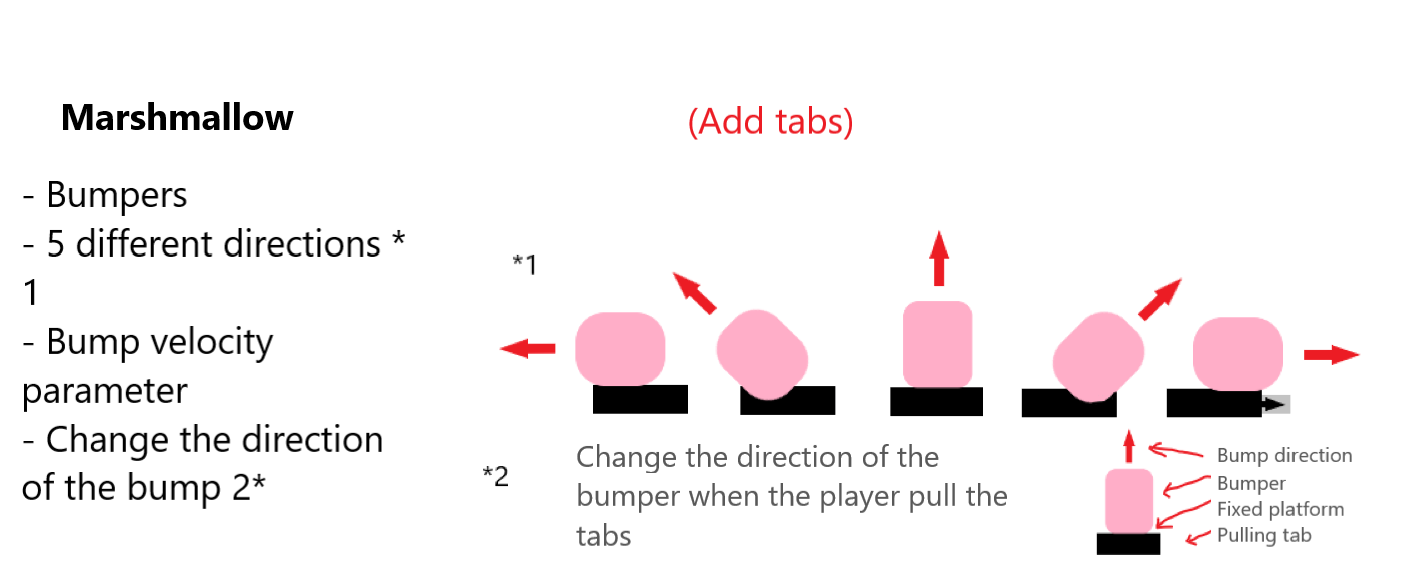 Marshmallow
(Add tabs)
- Bumpers
- 5 different directions *
1
- Bump velocity
parameter
- Change the direction
of the bump 2*
*1
*2
Change the direction of the
bumper when the player pull the
tabs
Bump direction
Bumper
Fixed platform
Pulling tab